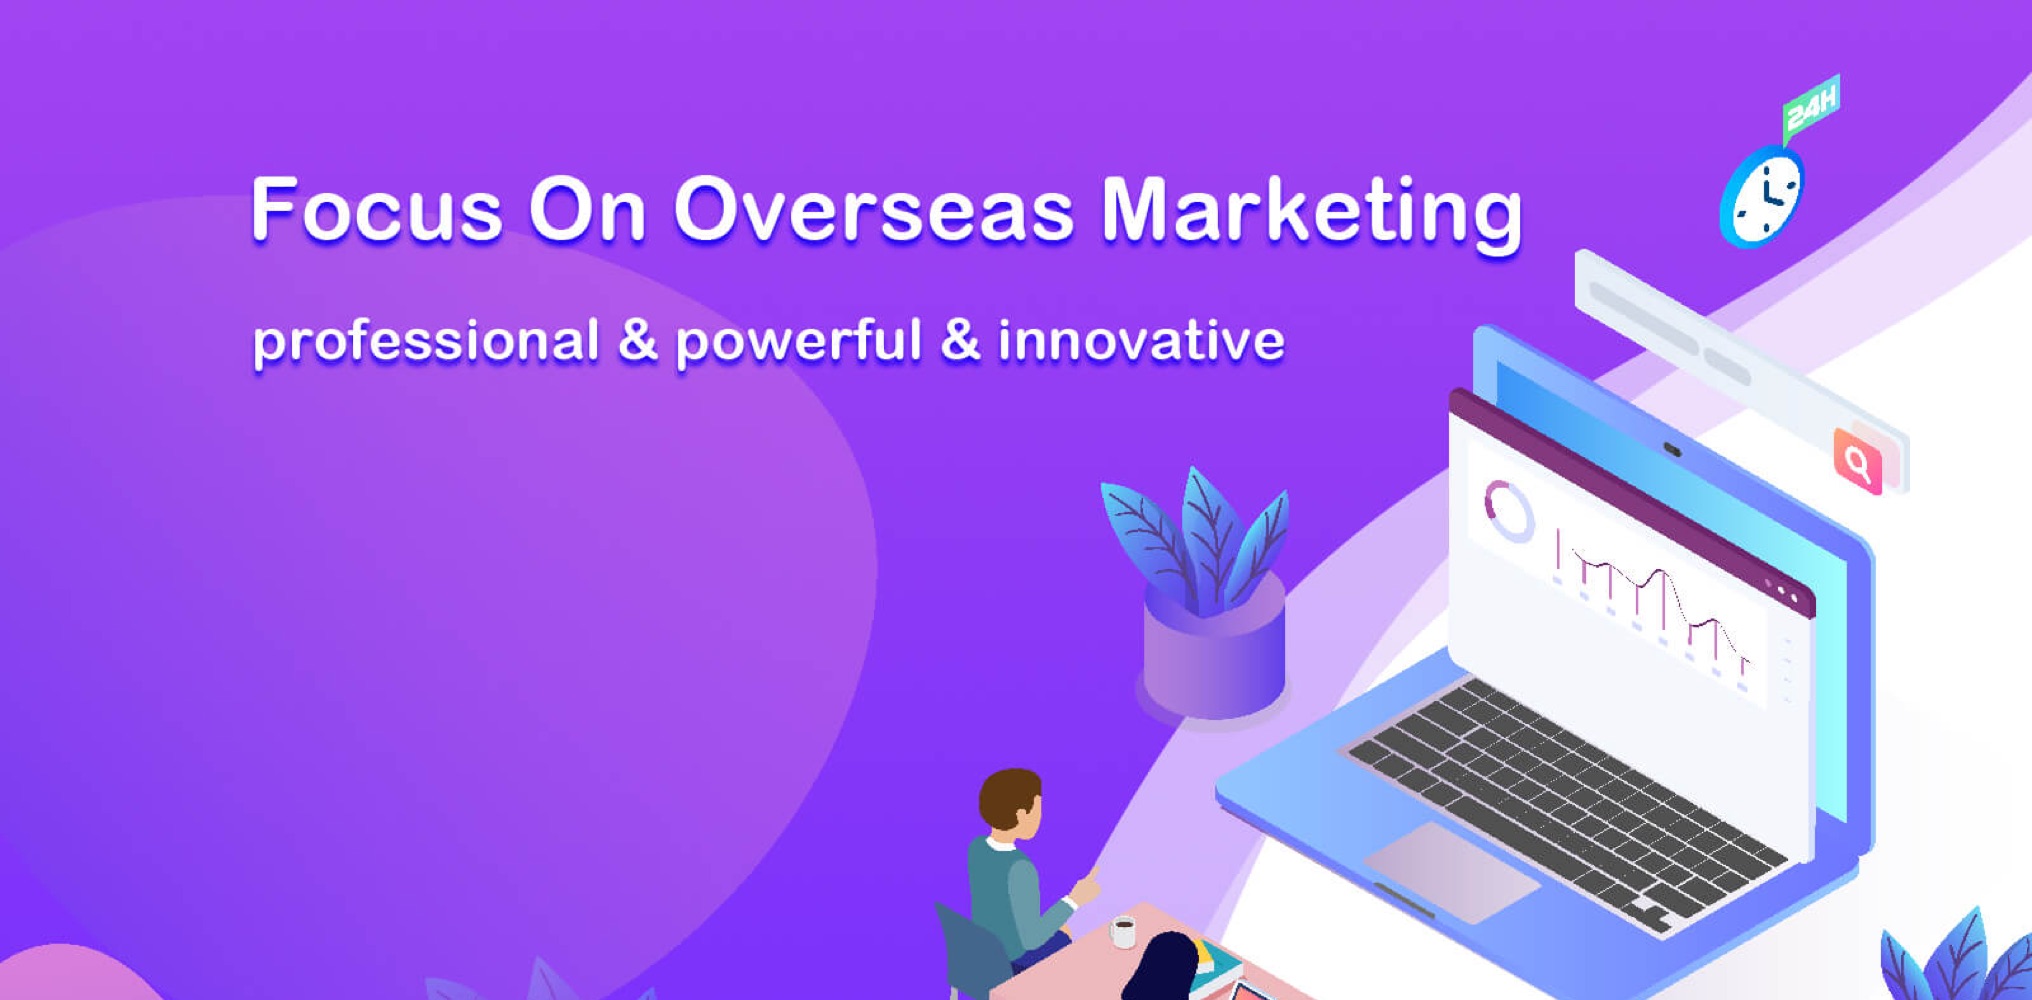 24H
Focus On Overseas Marketing
professional & powerful & innovative